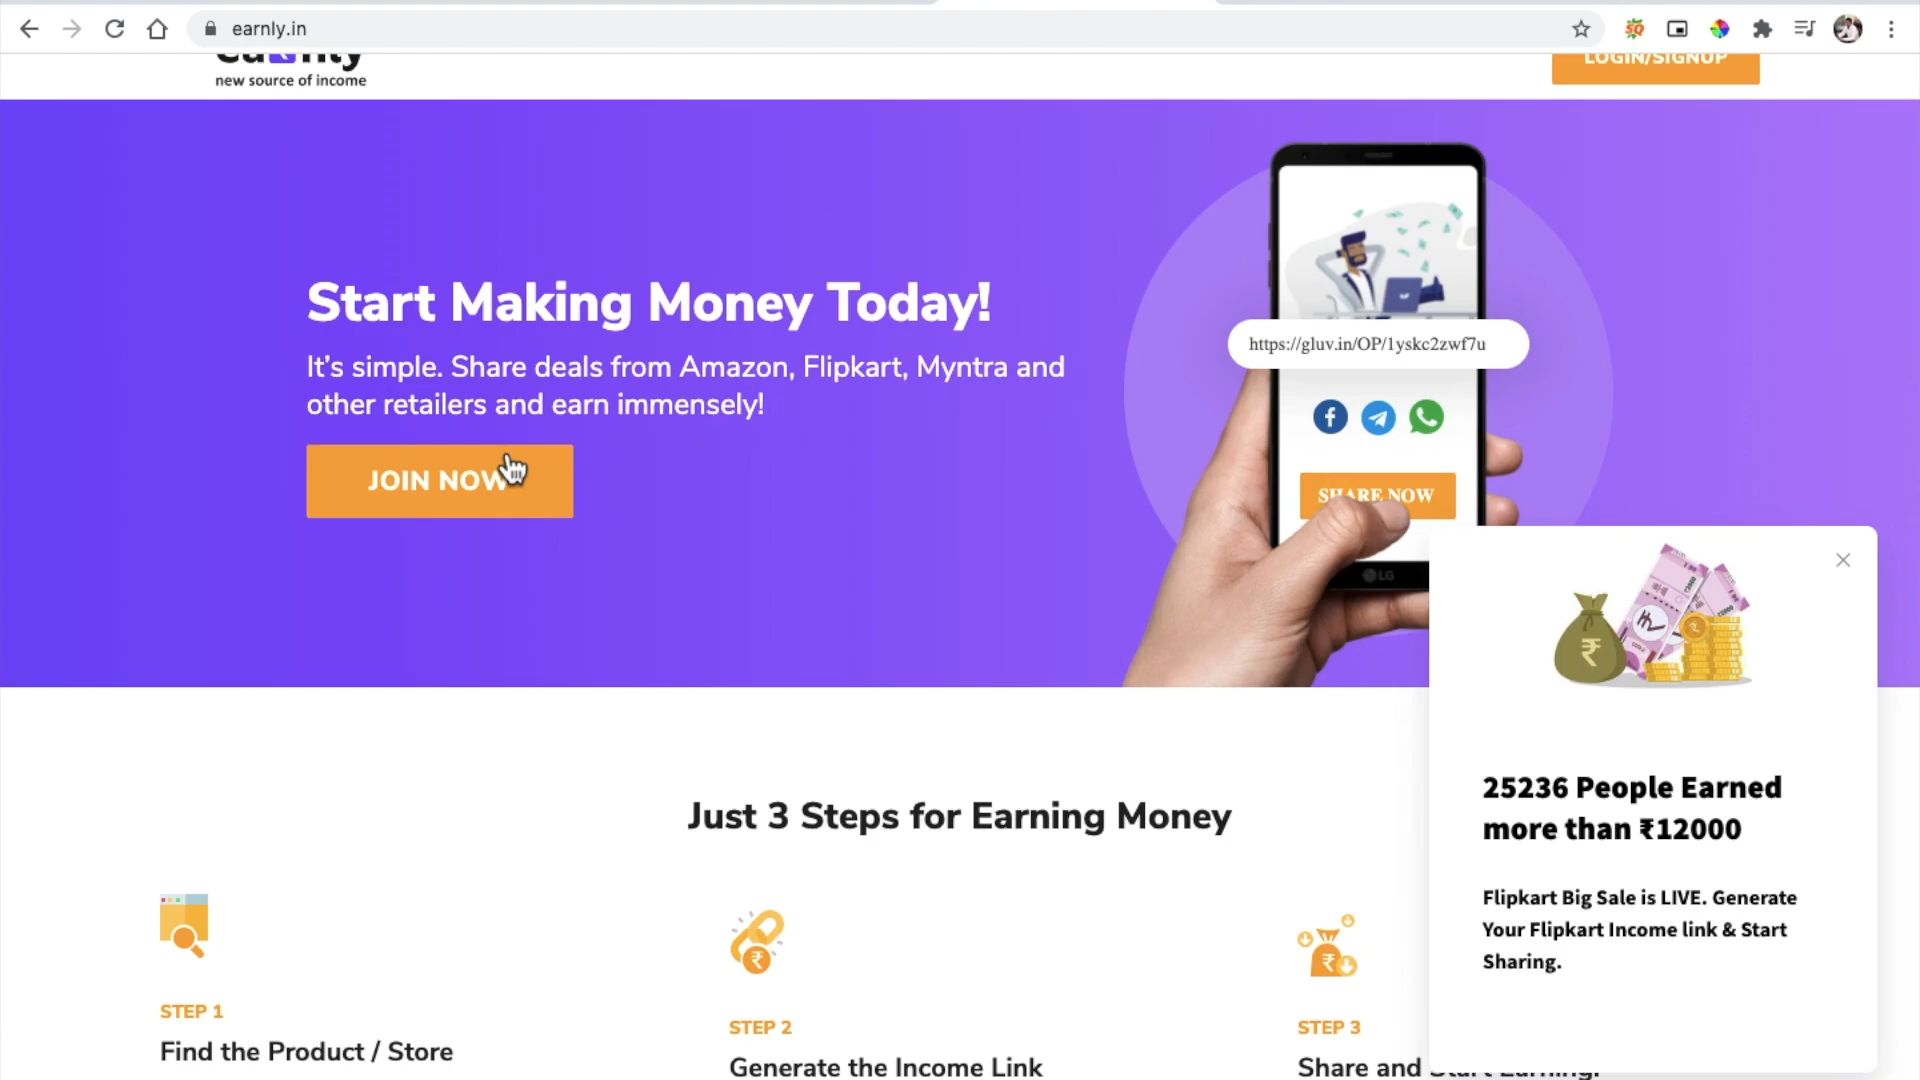 earnly.in
new source of income
LOGIN/SIGNUP
Start Making Money Today!
It’s simple. Share deals from Amazon, Flipkart, Myntra and
other retailers and earn immensely!
JOIN NOW
https://gluv.in/OP/1yskc2zwf7u
SHARE NOW
LG
25236 People Earned
more than ₹12000
Flipkart Big Sale is LIVE. Generate
Your Flipkart Income link & Start
Sharing.
Just 3 Steps for Earning Money
STEP 1
Find the Product / Store
STEP 2
Generate the Income Link
STEP 3
Share and Start Earning!